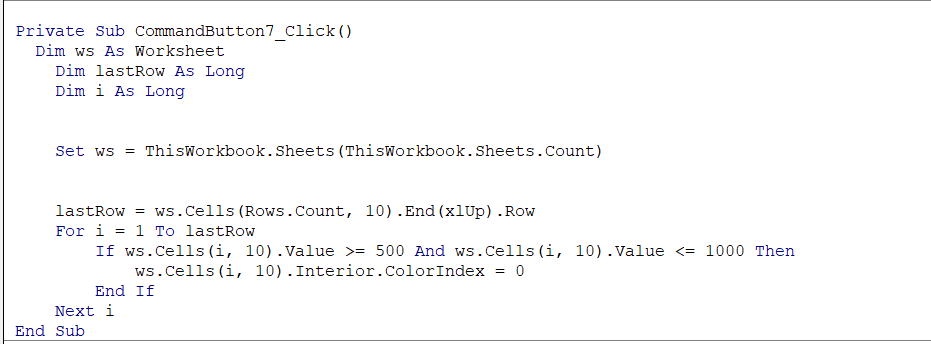 Private Sub CommandButton7_Click()
Dim ws As Worksheet
Dim lastRow As Long
Dim i As Long
Set ws = ThisWorkbook.Sheets(ThisWorkbook.Sheets.Count)
lastRow = ws.Cells(Rows.Count, 10).End(xlUp).Row
For i = 1 To lastRow
If ws.Cells(i, 10).Value >= 500 And ws.Cells(i, 10).Value <= 1000 Then
ws.Cells(i, 10).Interior.ColorIndex = 0
End If
Next i
End Sub